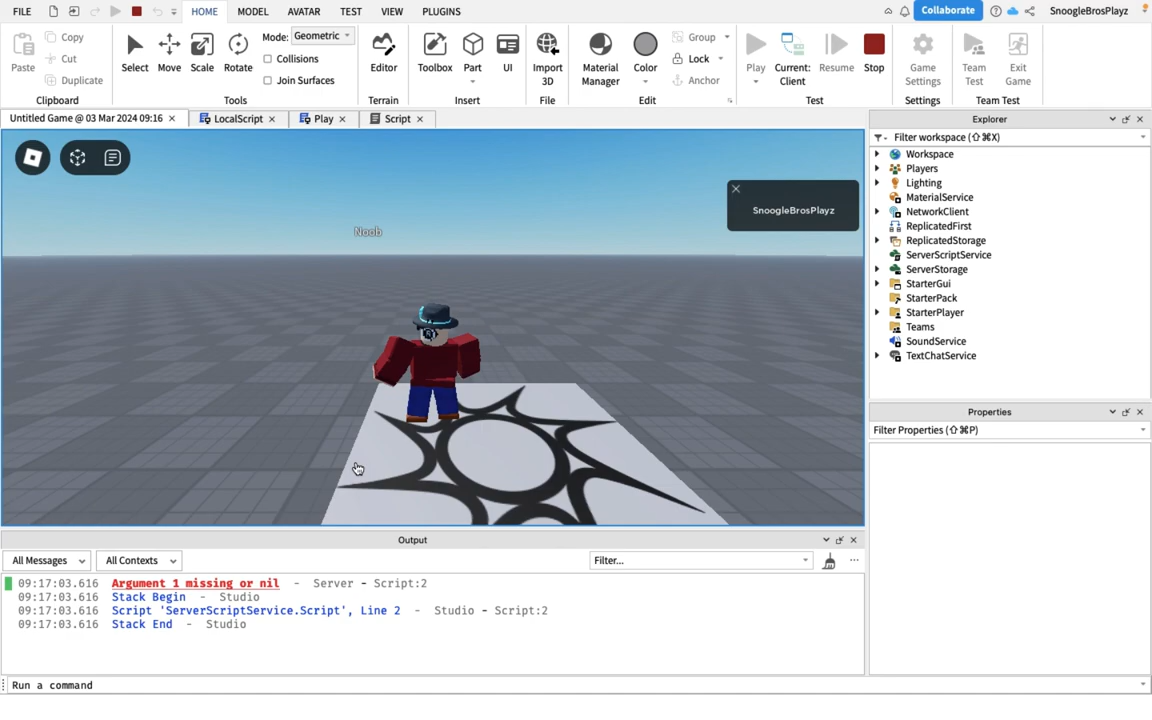 FILE HOME MODEL AVATAR TEST VIEW PLUGINS Collaborate SnoogleBrosPlayz
Paste Copy Cut Duplicate
Clipboard
Select Move Scale Rotate
Mode: Geometric
Collisions
Join Surfaces
Tools
Editor
Terrain
Toolbox Part UI
Insert
Import 3D
File
Material Manager Color
Group
Lock
Anchor
Edit
Play Current: Client Resume Stop
Test
Game Settings
Settings
Team Test Exit Game
Team Test
Untitled Game @ 03 Mar 2024 09:16 LocalScript Play Script
Noob
SnoogleBrosPlayz
Explorer
Filter workspace (⇧⌘X)
Workspace
Players
Lighting
MaterialService
NetworkClient
ReplicatedFirst
ReplicatedStorage
ServerScriptService
ServerStorage
StarterGui
StarterPack
StarterPlayer
Teams
SoundService
TextChatService
Properties
Filter Properties (⇧⌘P)
Output
All Messages All Contexts Filter...
09:17:03.616 Argument 1 missing or nil - Server - Script:2
09:17:03.616 Stack Begin - Studio
09:17:03.616 Script 'ServerScriptService.Script', Line 2 - Studio - Script:2
09:17:03.616 Stack End - Studio
Run a command